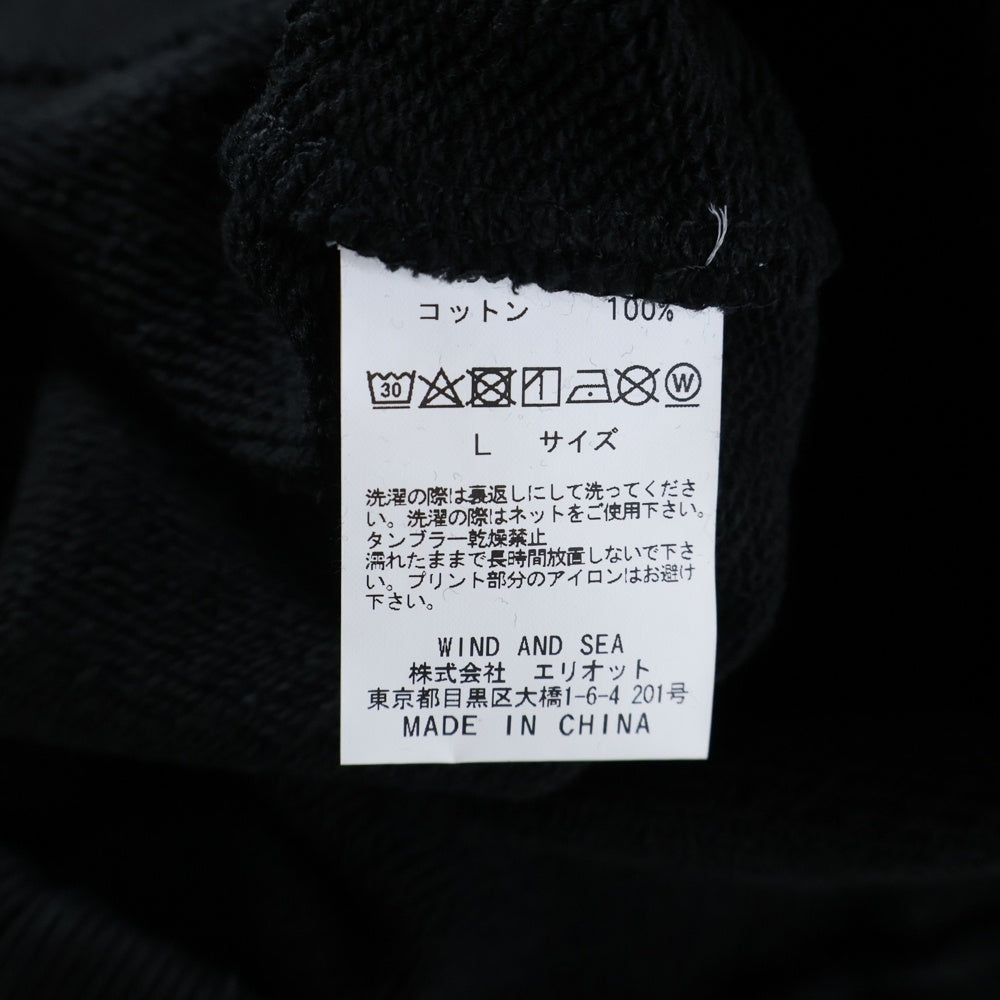 コットン 100%
30 W
L サイズ
洗濯の際は裏返しにして洗ってくださ
い。洗濯の際はネットをご使用下さい。
タンブラー乾燥禁止
濡れたままで長時間放置しないで下さ
い。プリント部分のアイロンはお避け
下さい。
WIND AND SEA
株式会社 エリオット
東京都目黒区大橋1-6-4 201号
MADE IN CHINA